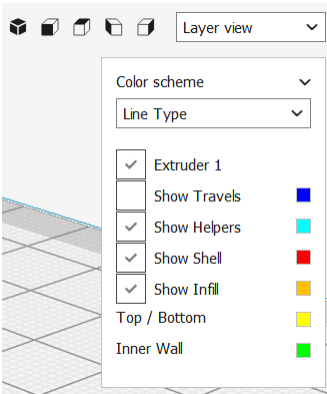 Layer view
Color scheme
Line Type
Extruder 1
Show Travels
Show Helpers
Show Shell
Show Infill
Top / Bottom
Inner Wall